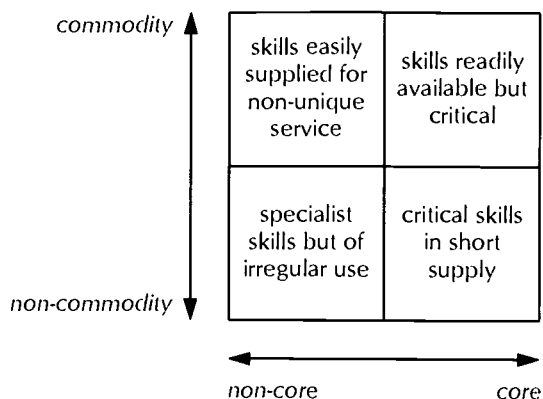 commodity
skills easily
supplied for
non-unique
service
skills readily
available but
critical
specialist
skills but of
irregular use
critical skills
in short
supply
non-commodity
non-core
core